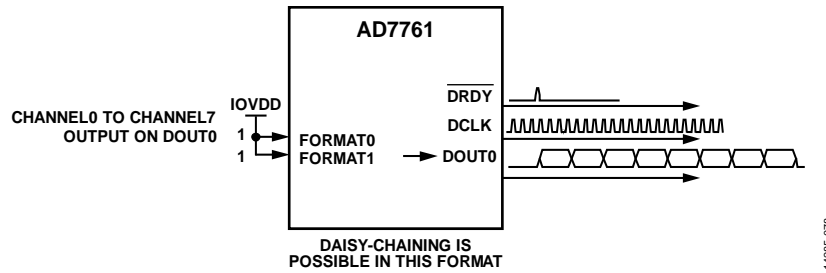 AD7761
IOVDD
CHANNEL0 TO CHANNEL7
OUTPUT ON DOUT0
1
1
FORMAT0
FORMAT1
DRDY
DCLK
DOUT0
DAISY-CHAINING IS
POSSIBLE IN THIS FORMAT